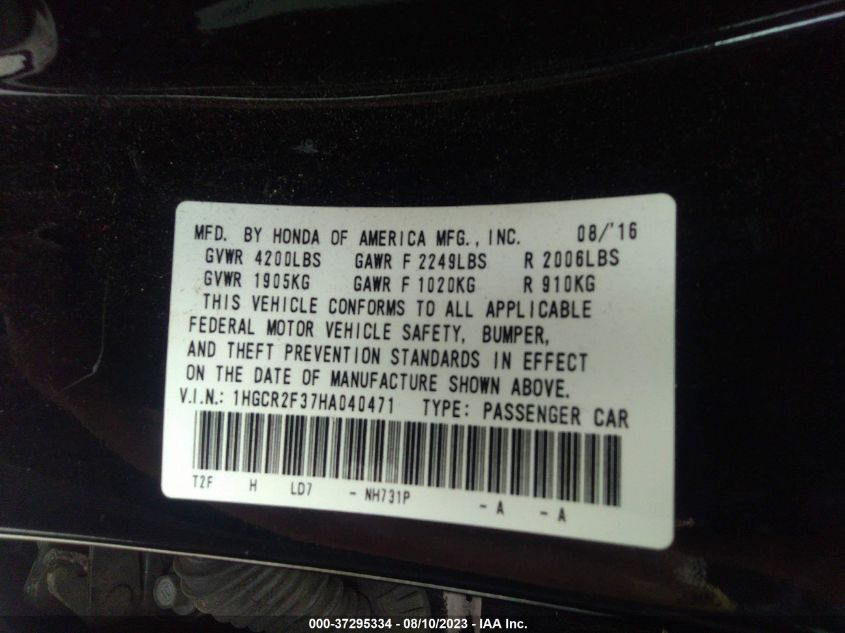 MFD. BY HONDA OF AMERICA MFG., INC. 08/'16
GVWR 4200LBS GAWR F 2249LBS R 2006LBS
GVWR 1905KG GAWR F 1020KG R 910KG
THIS VEHICLE CONFORMS TO ALL APPLICABLE
FEDERAL MOTOR VEHICLE SAFETY, BUMPER,
AND THEFT PREVENTION STANDARDS IN EFFECT
ON THE DATE OF MANUFACTURE SHOWN ABOVE.
V.I.N.: 1HGCR2F37HA040471 TYPE: PASSENGER CAR
T2F H LD7 - NH731P - A - A
000-37295334 - 08/10/2023 - IAA Inc.